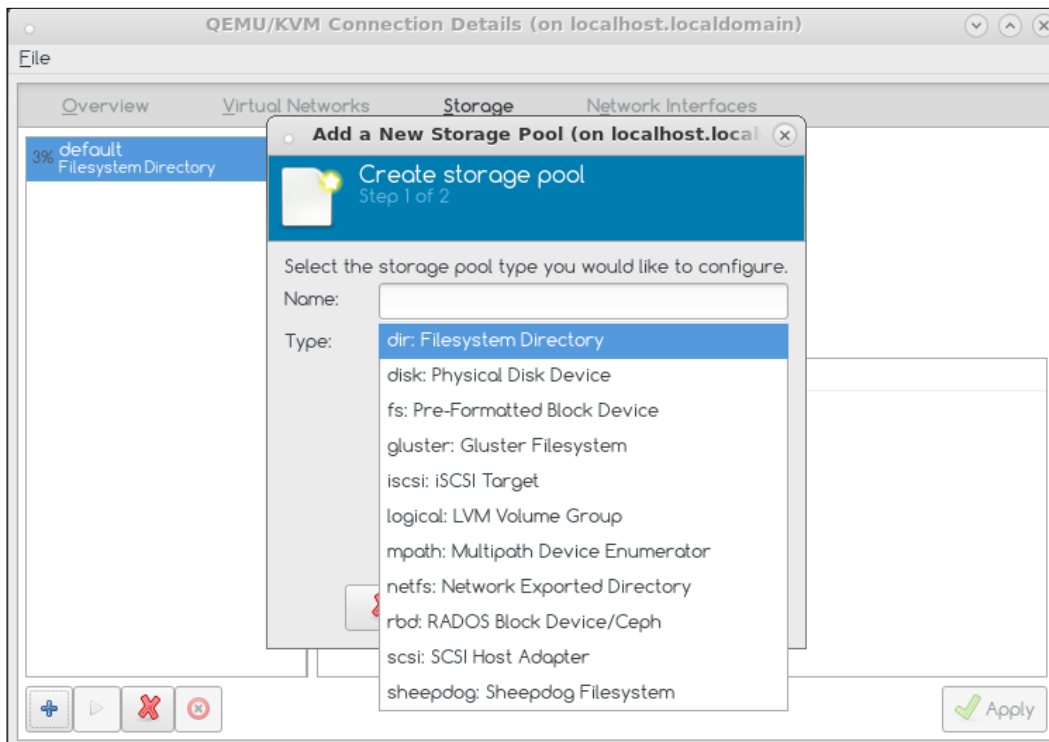 QEMU/KVM Connection Details (on localhost.localdomain)
File
Overview Virtual Networks Storage Network Interfaces
3% default
Filesystem Directory
Add a New Storage Pool (on localhost.local
Create storage pool
Step 1 of 2
Select the storage pool type you would like to configure.
Name:
Type:
dir: Filesystem Directory
disk: Physical Disk Device
fs: Pre-Formatted Block Device
gluster: Gluster Filesystem
iscsi: iSCSI Target
logical: LVM Volume Group
mpath: Multipath Device Enumerator
netfs: Network Exported Directory
rbd: RADOS Block Device/Ceph
scsi: SCSI Host Adapter
sheepdog: Sheepdog Filesystem
Apply